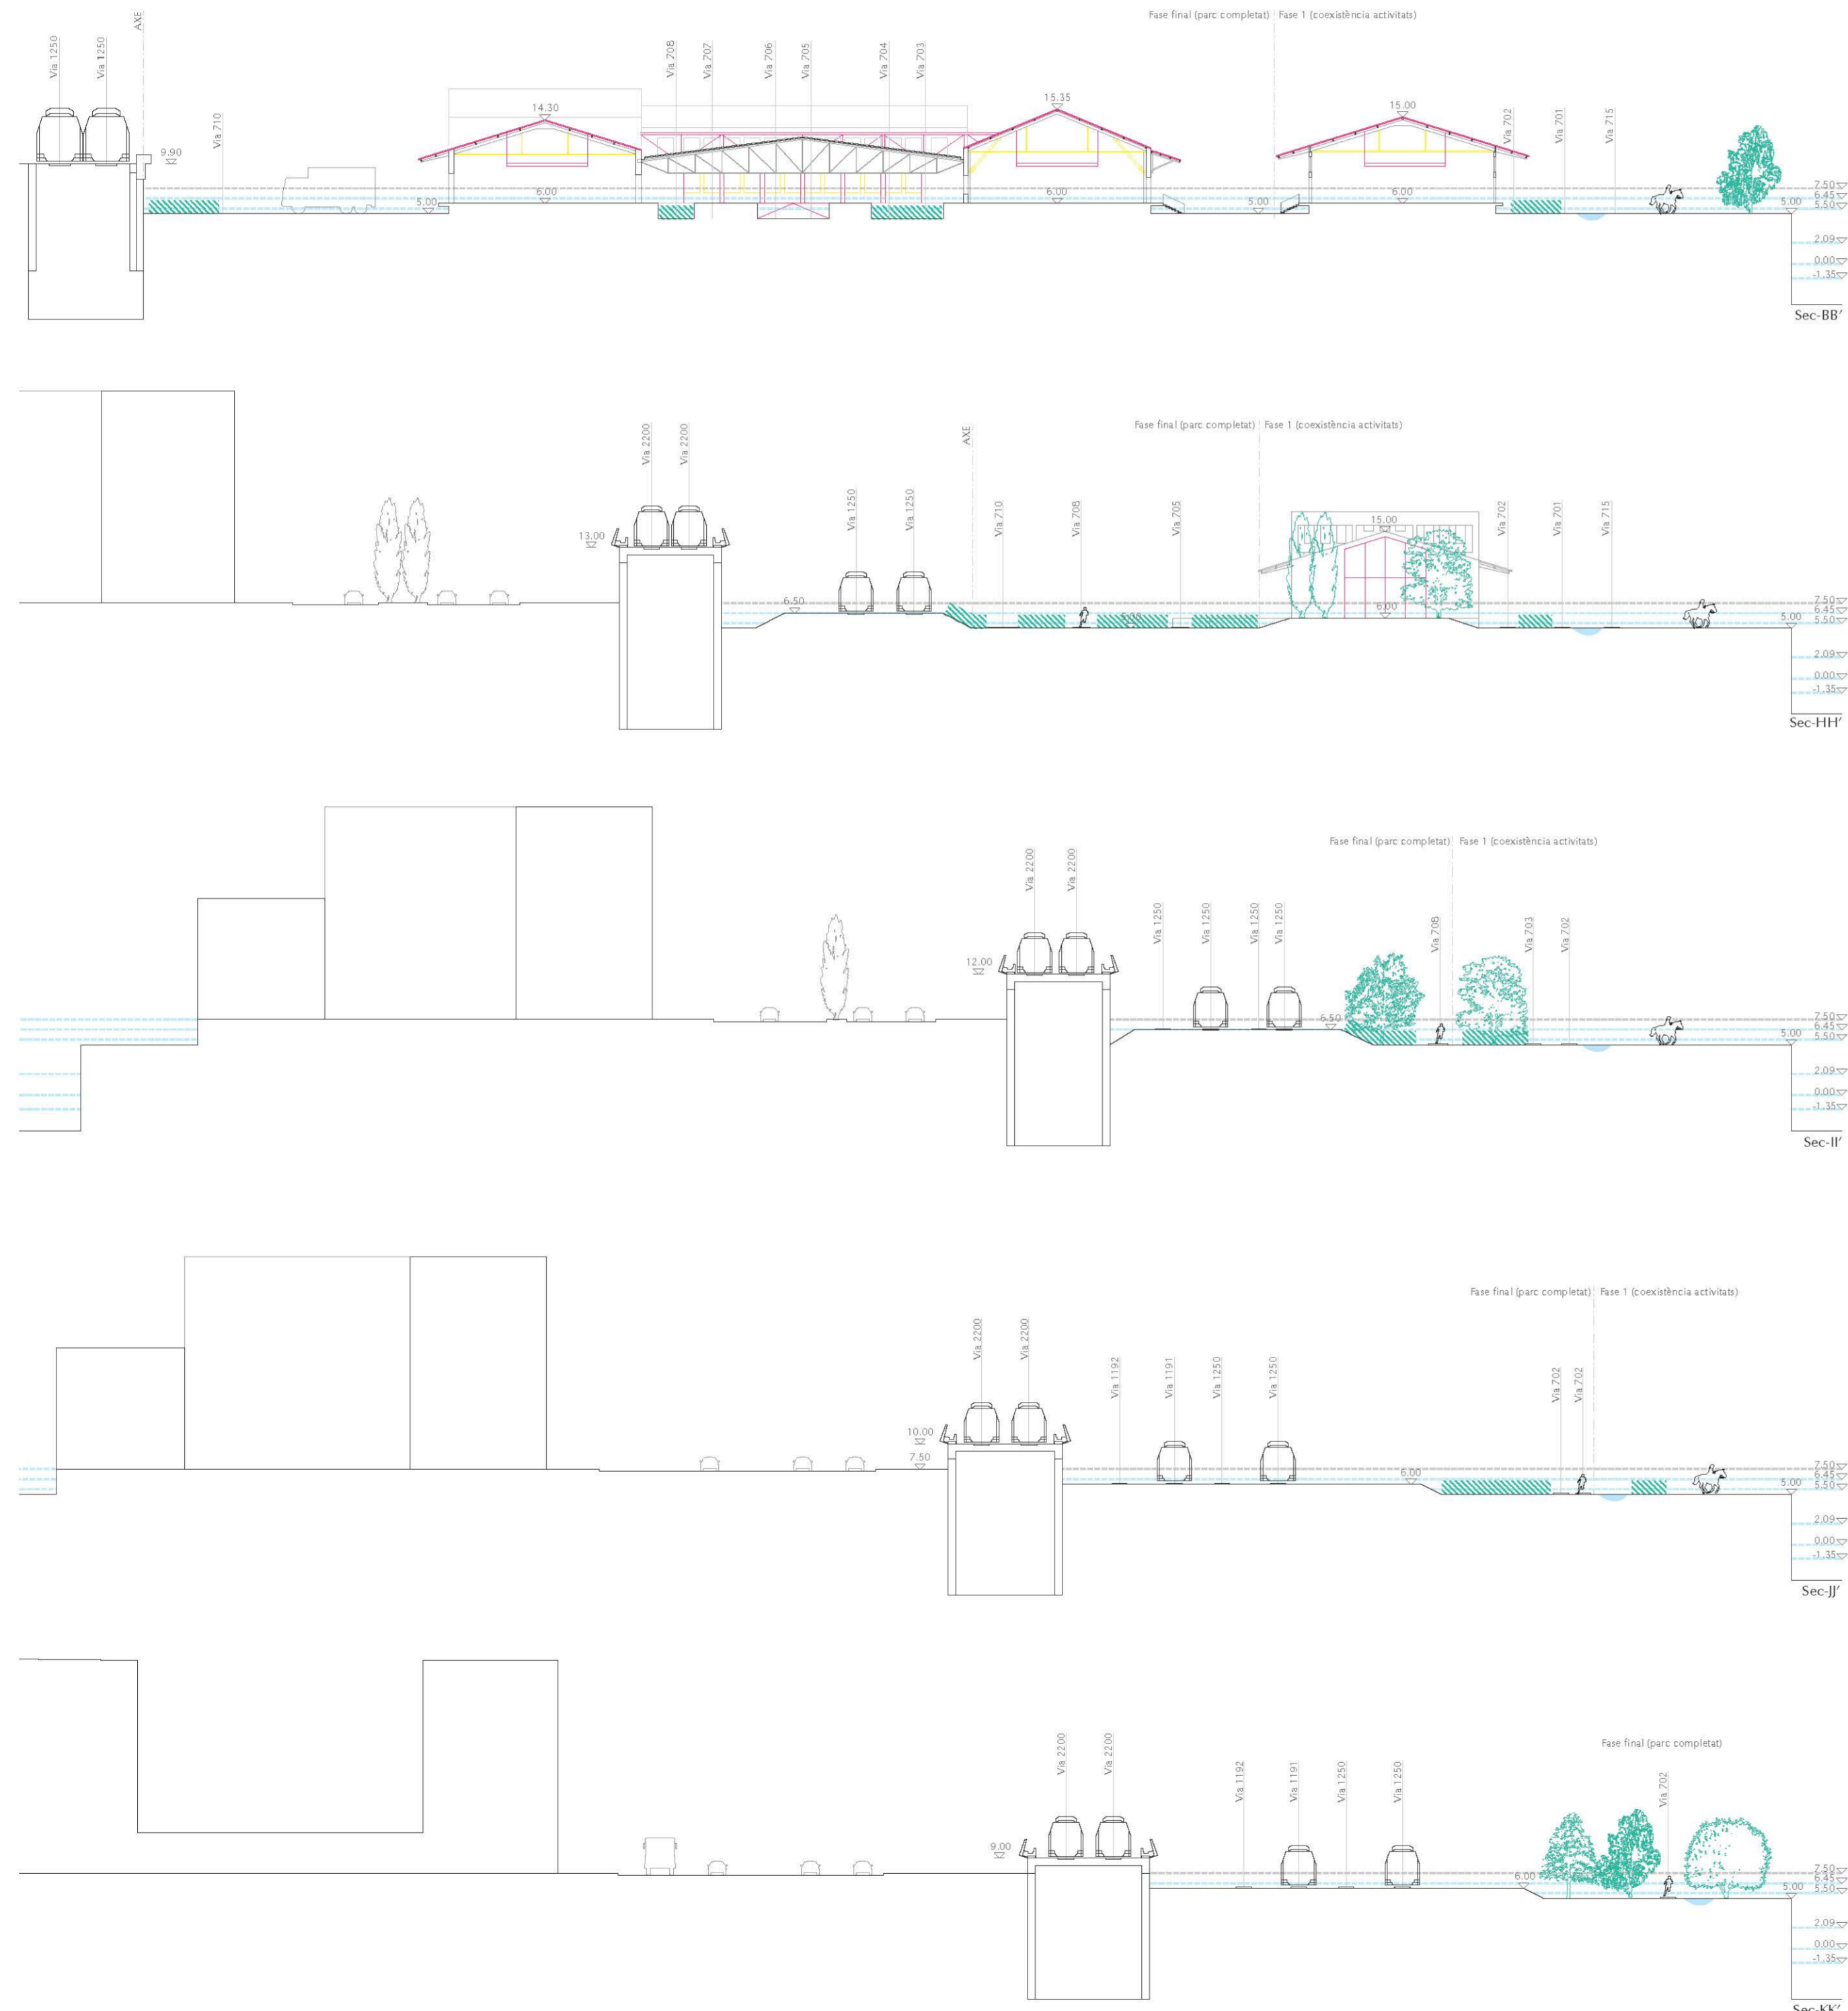 Fase final (parc completat) Fase 1 (coexistència activitats)
AXE
Via 1250
Via 1250
Via 710
Via 708
Via 707
Via 706
Via 705
Via 704
Via 703
Via 702
Via 701
Via 715
9.90
14.30
15.35
15.00
5.00
6.00
6.00
5.00
6.00
5.00
7.50
6.45
5.50
2.09
0.00
-1.35
Sec-BB'
Fase final (parc completat) Fase 1 (coexistència activitats)
Via 2200
Via 2200
AXE
Via 1250
Via 1250
Via 710
Via 708
Via 705
Via 702
Via 701
Via 715
13.00
15.00
6.50
5.00
6.00
5.00
7.50
6.45
5.50
2.09
0.00
-1.35
Sec-HH'
Fase final (parc completat) Fase 1 (coexistència activitats)
Via 2200
Via 2200
Via 1250
Via 1250
Via 1250
Via 1250
Via 708
Via 703
Via 702
12.00
6.50
5.00
7.50
6.45
5.50
2.09
0.00
-1.35
Sec-II'
Fase final (parc completat) Fase 1 (coexistència activitats)
Via 2200
Via 2200
Via 1192
Via 1191
Via 1250
Via 1250
Via 702
Via 702
10.00
7.50
6.00
5.00
7.50
6.45
5.50
2.09
0.00
-1.35
Sec-JJ'
Fase final (parc completat)
Via 2200
Via 2200
Via 1192
Via 1191
Via 1250
Via 1250
Via 702
9.00
6.00
5.00
7.50
6.45
5.50
2.09
0.00
-1.35
Sec-KK'